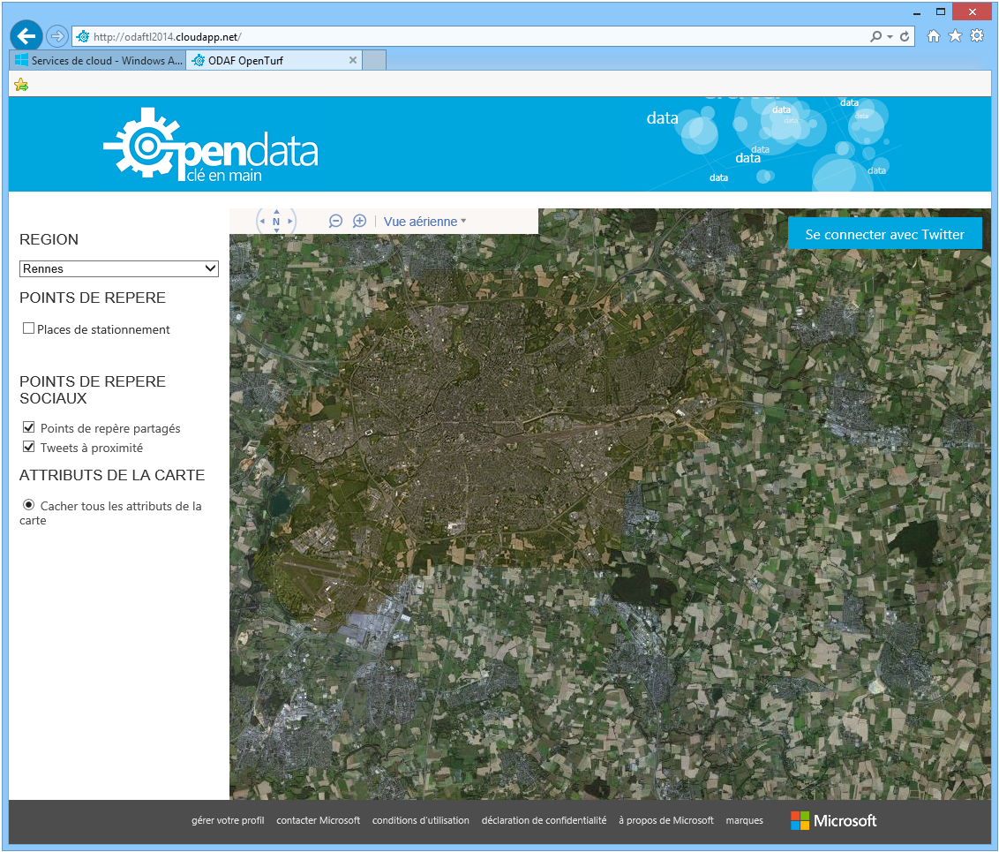 http://odaftl2014.cloudapp.net/
Services de cloud - Windows A...
ODAF OpenTurf
opendata
clé en main
data
data
data
data
data
data
data
data
data
REGION
Rennes
POINTS DE REPERE
Places de stationnement
POINTS DE REPERE
SOCIAUX
Points de repère partagés
Tweets à proximité
ATTRIBUTS DE LA CARTE
Cacher tous les attributs de la
carte
N
Vue aérienne
Se connecter avec Twitter
gérer votre profil
contacter Microsoft
conditions d'utilisation
déclaration de confidentialité
à propos de Microsoft
marques
Microsoft